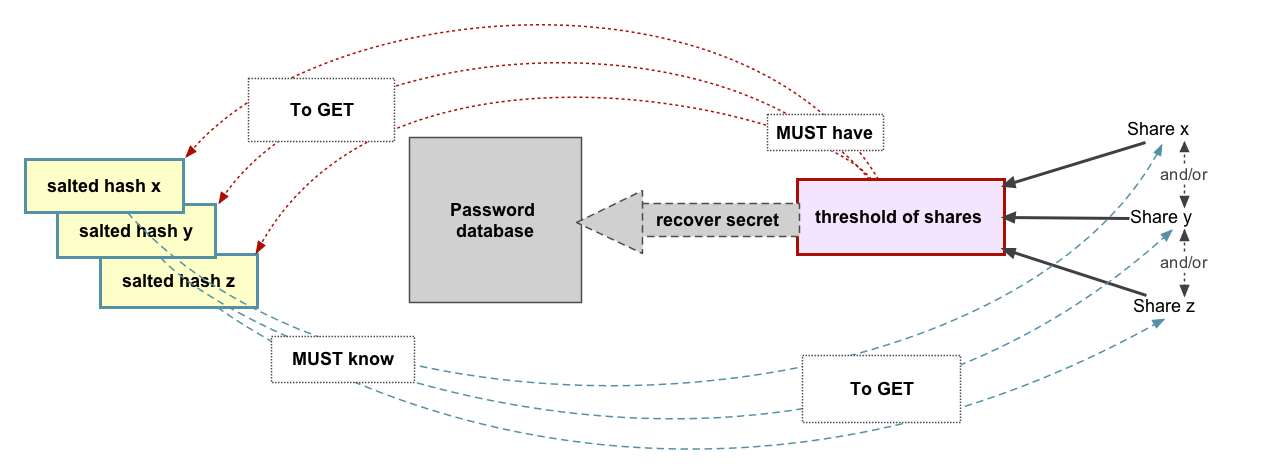 To GET
MUST have
Share x
and/or
Share y
and/or
Share z
salted hash x
salted hash y
salted hash z
Password
database
recover secret
threshold of shares
MUST know
To GET